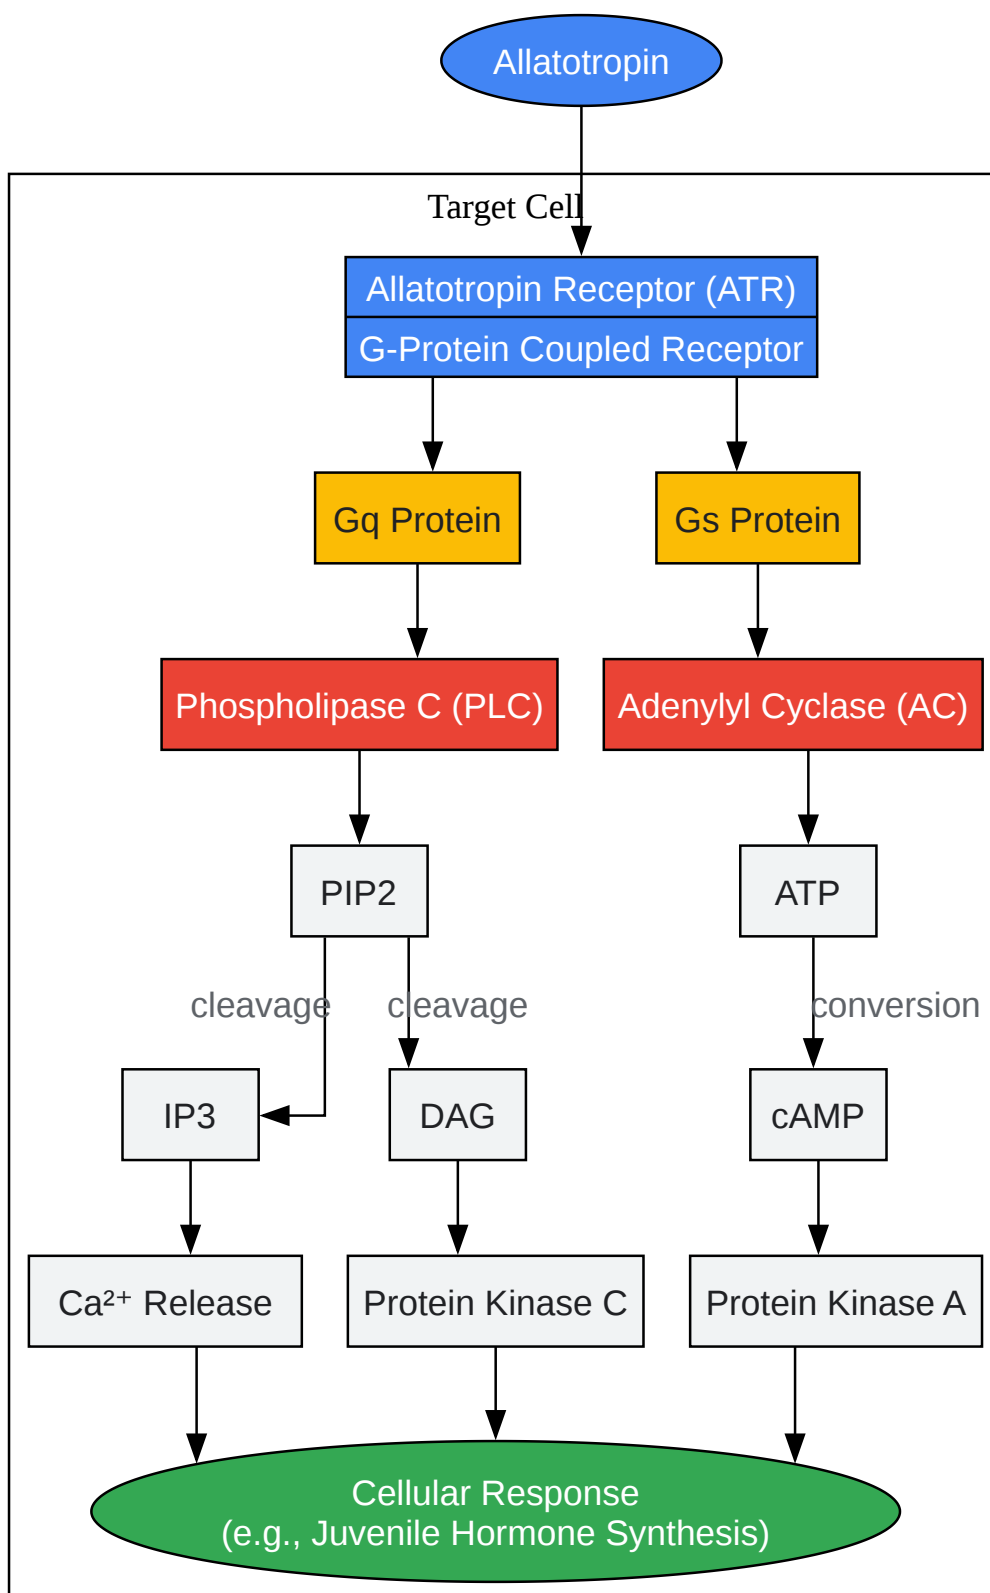 Allatotropin
Target Cell
Allatotropin Receptor (ATR)
G-Protein Coupled Receptor
Gq Protein
Gs Protein
Phospholipase C (PLC)
Adenylyl Cyclase (AC)
PIP2
ATP
cleavage
cleavage
conversion
IP3
DAG
cAMP
Ca²⁺ Release
Protein Kinase C
Protein Kinase A
Cellular Response
(e.g., Juvenile Hormone Synthesis)